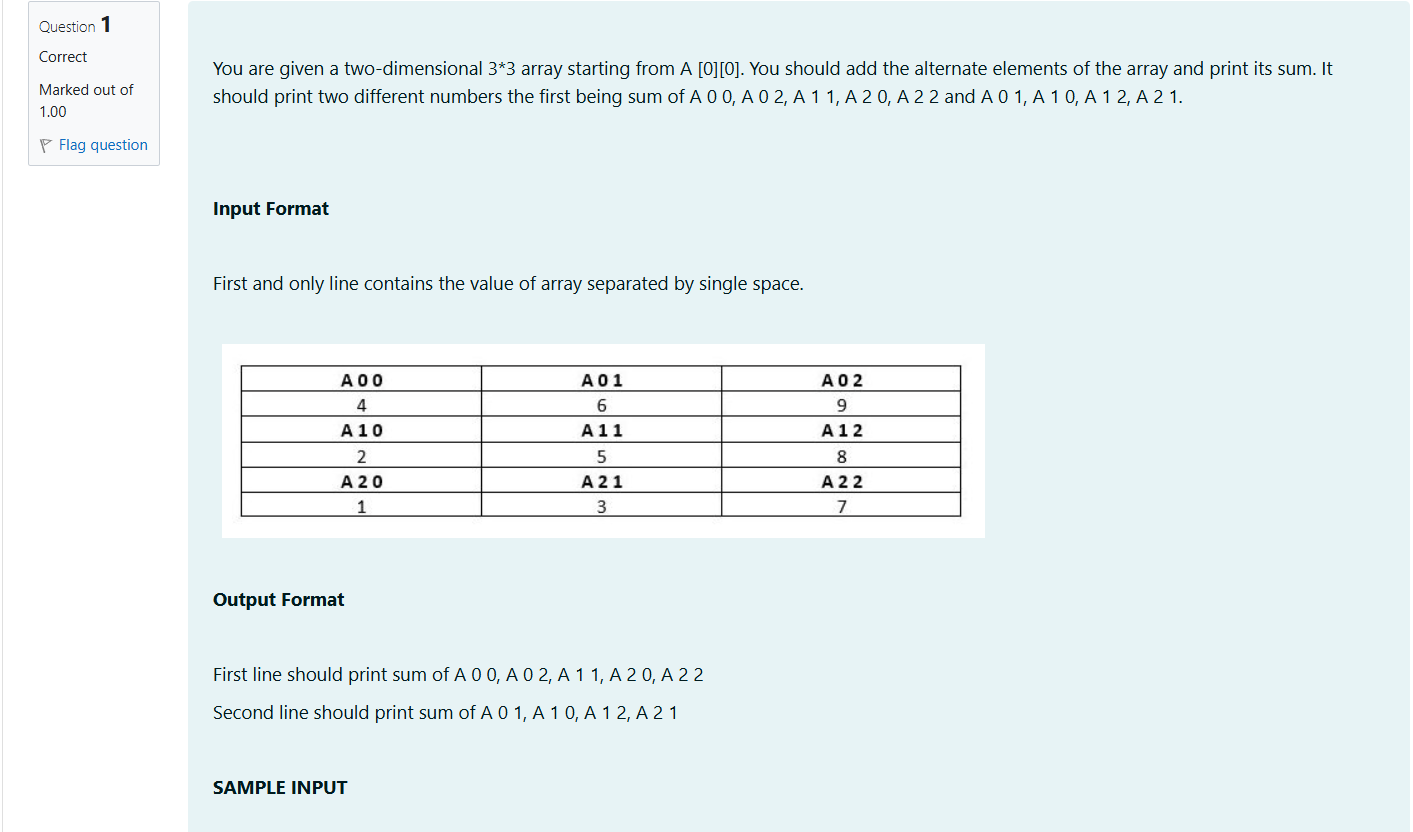 Question 1
Correct
Marked out of
1.00
Flag question
You are given a two-dimensional 3*3 array starting from A [0][0]. You should add the alternate elements of the array and print its sum. It
should print two different numbers the first being sum of A 0 0, A 0 2, A 1 1, A 2 0, A 2 2 and A 0 1, A 1 0, A 1 2, A 2 1.
Input Format
First and only line contains the value of array separated by single space.
A 0 0 A 0 1 A 0 2
4 6 9
A 1 0 A 1 1 A 1 2
2 5 8
A 2 0 A 2 1 A 2 2
1 3 7
Output Format
First line should print sum of A 0 0, A 0 2, A 1 1, A 2 0, A 2 2
Second line should print sum of A 0 1, A 1 0, A 1 2, A 2 1
SAMPLE INPUT